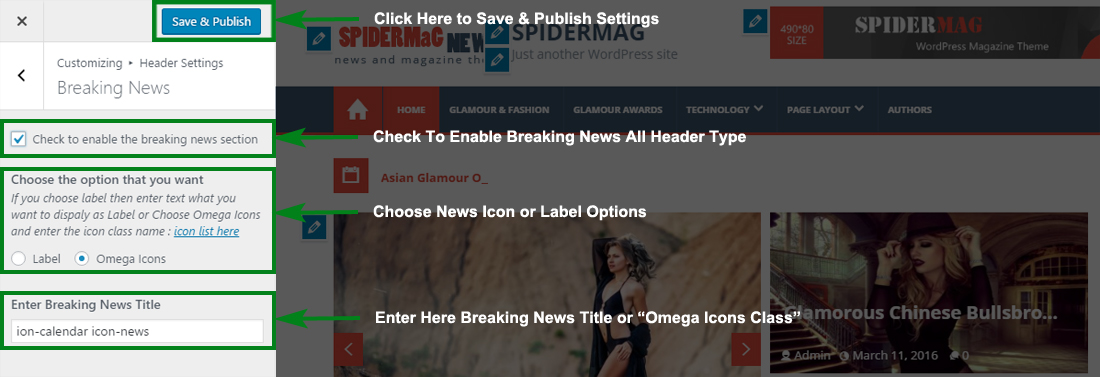 Save & Publish
Click Here to Save & Publish Settings
Customizing ▸ Header Settings
Breaking News
Check to enable the breaking news section
Check To Enable Breaking News All Header Type
Choose the option that you want
If you choose label then enter text what you
want to dispaly as Label or Choose Omega Icons
and enter the icon class name : icon list here
Choose News Icon or Label Options
Label
Omega Icons
Enter Breaking News Title
ion-calendar icon-news
Enter Here Breaking News Title or “Omega Icons Class”
SPIDERMaG NEW
news and magazine the
SPIDERMAG
Just another WordPress site
490*80
SIZE
SPIDERMAG
WordPress Magazine Theme
HOME
GLAMOUR & FASHION
GLAMOUR AWARDS
TECHNOLOGY
PAGE LAYOUT
AUTHORS
Asian Glamour O_
Glamorous Chinese Bullsbro...
Admin
March 11, 2016
0